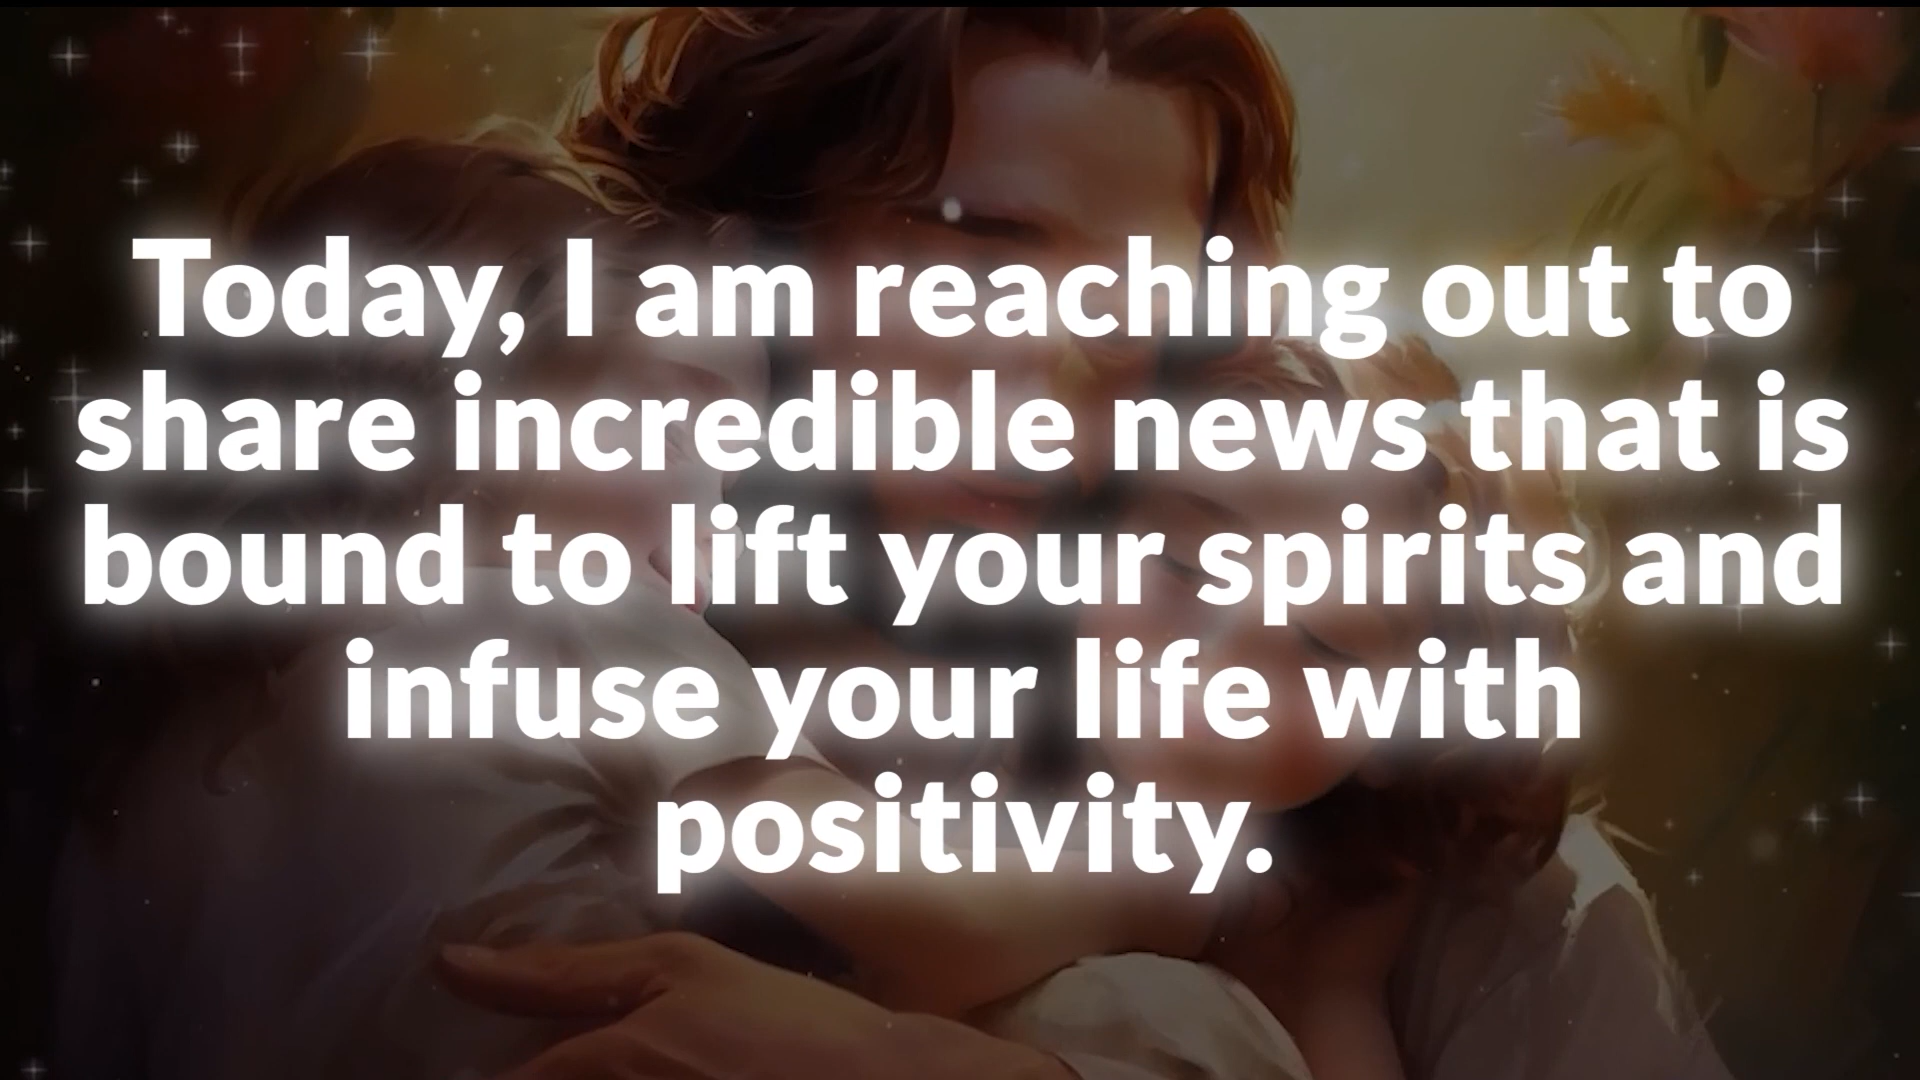 Today, I am reaching out to
share incredible news that is
bound to lift your spirits and
infuse your life with
positivity.